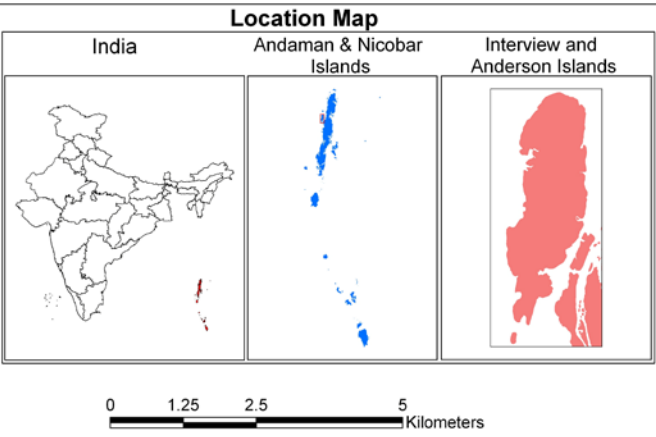 Location Map
India
Andaman & Nicobar
Islands
Interview and
Anderson Islands
0 1.25 2.5 5
Kilometers